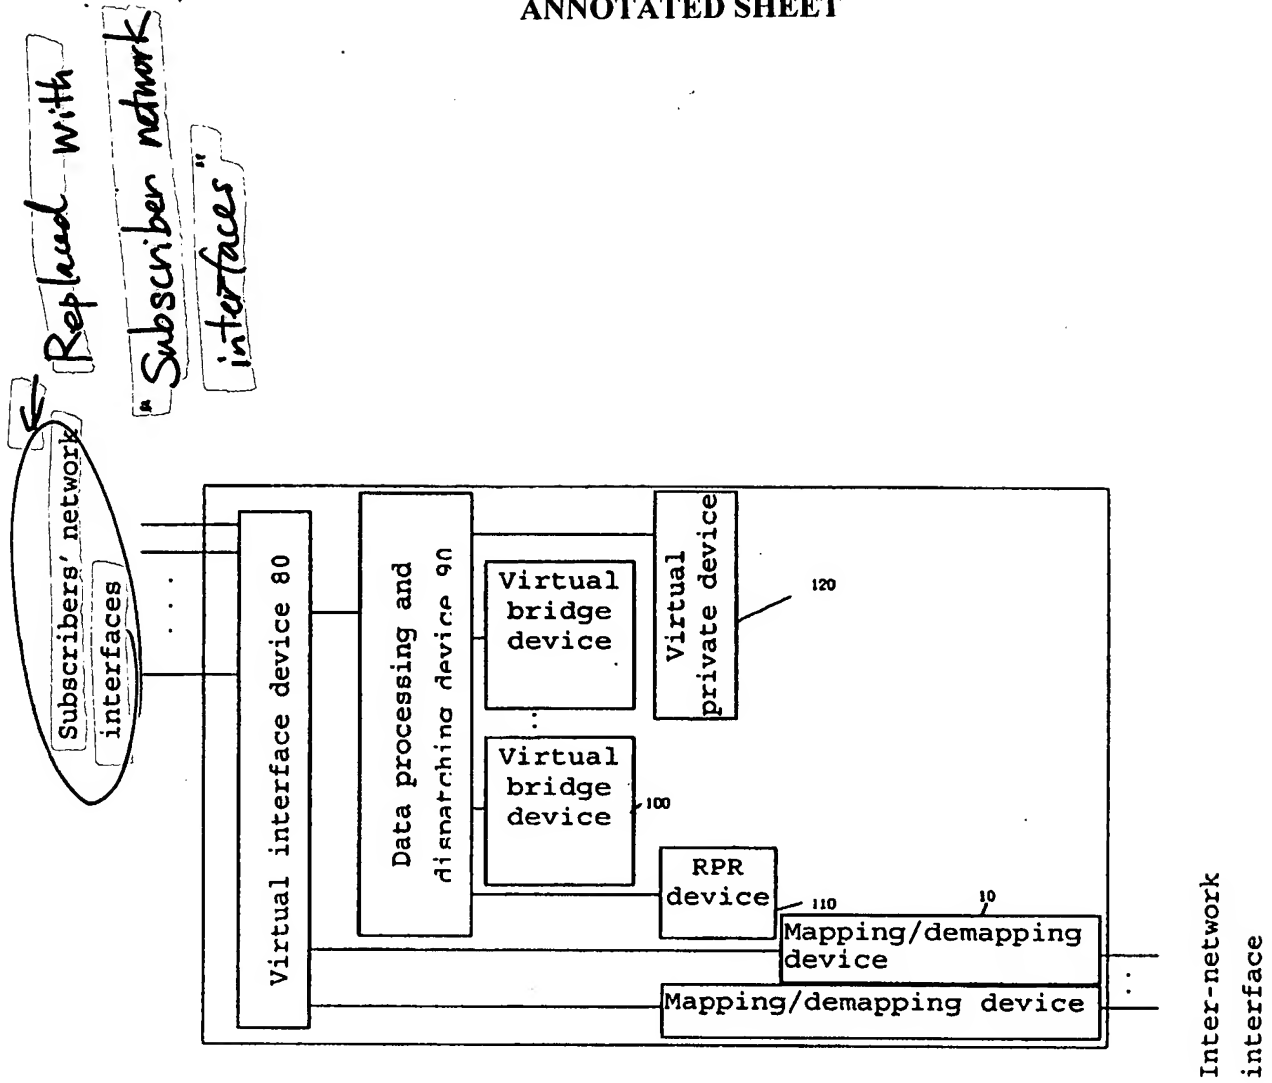 ANNOTATED SHEET
Replaced with
"Subscriber network
interfaces"
Subscribers' network
interfaces
Virtual interface device 80
Data processing and
dispatching device 90
Virtual
bridge
device
Virtual
private device
120
Virtual
bridge
device
100
RPR
device
110
10
Mapping/demapping
device
Mapping/demapping device
Inter-network
interface